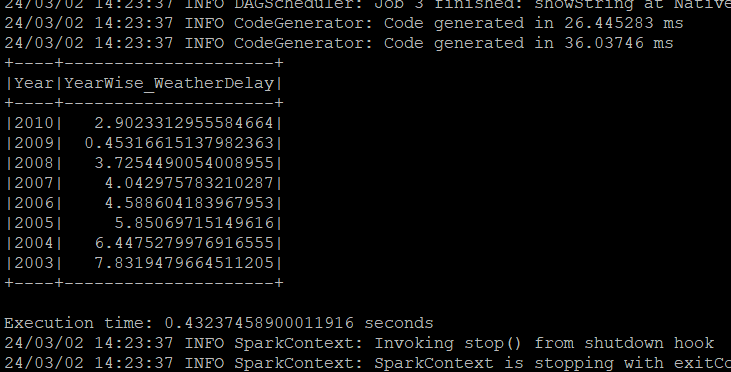 24/03/02 14:23:37 INFO DAGScheduler: Job 3 finished: showString at Native
24/03/02 14:23:37 INFO CodeGenerator: Code generated in 26.445283 ms
24/03/02 14:23:37 INFO CodeGenerator: Code generated in 36.03746 ms
+----+---------------------+
|Year|YearWise_WeatherDelay|
+----+---------------------+
|2010|   2.9023312955584664|
|2009|  0.45316615137982363|
|2008|   3.7254490054008955|
|2007|    4.042975783210287|
|2006|    4.588604183967953|
|2005|     5.85069715149616|
|2004|   6.4475279976916555|
|2003|   7.8319479664511205|
+----+---------------------+
Execution time: 0.43237458900011916 seconds
24/03/02 14:23:37 INFO SparkContext: Invoking stop() from shutdown hook
24/03/02 14:23:37 INFO SparkContext: SparkContext is stopping with exitCo